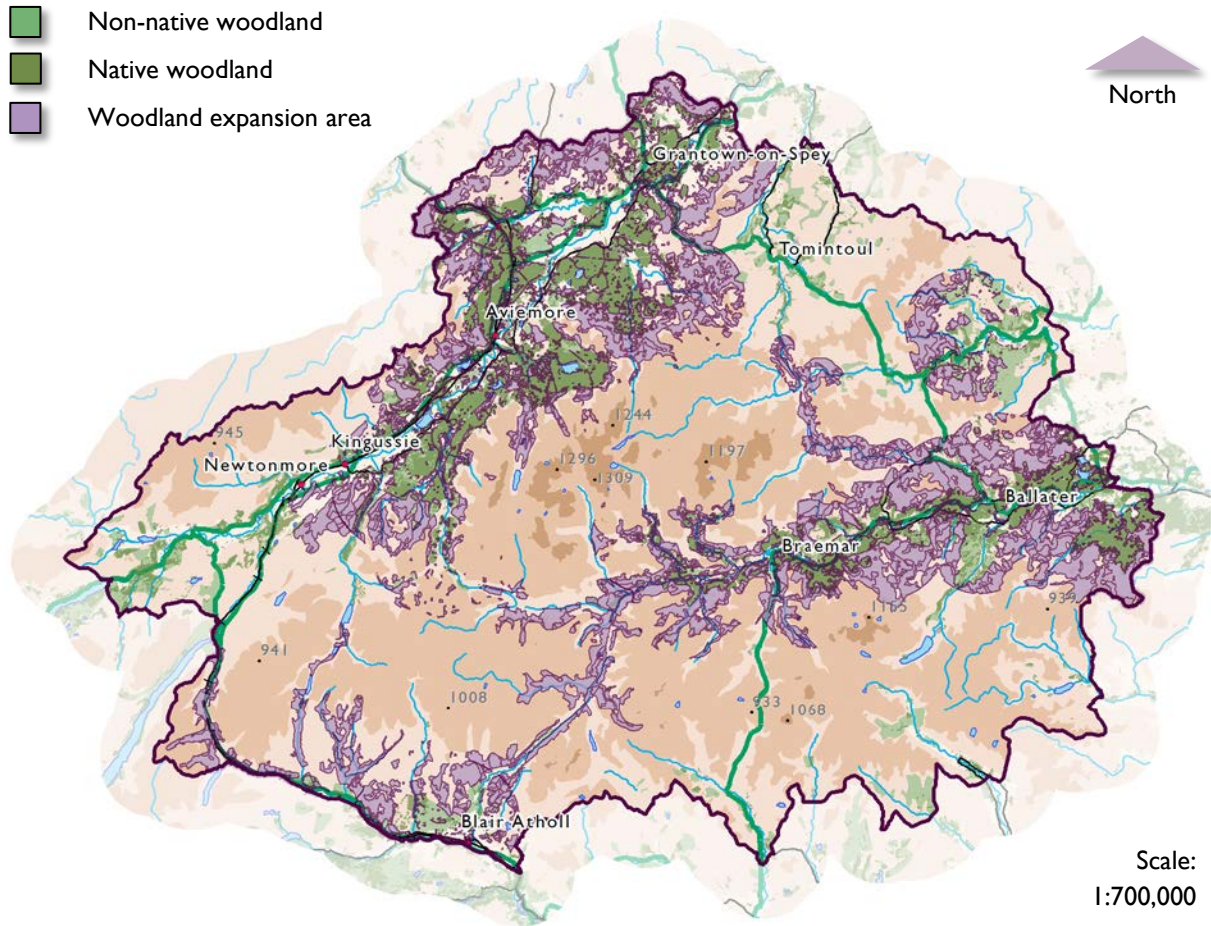 Non-native woodland
Native woodland
Woodland expansion area
North
Grantown-on-Spey
Tomintoul
Aviemore
1244
945
Kingussie
1296
1197
Newtonmore
1309
Ballater
Braemar
1165
939
941
1008
933
1068
Blair Atholl
Scale:
1:700,000